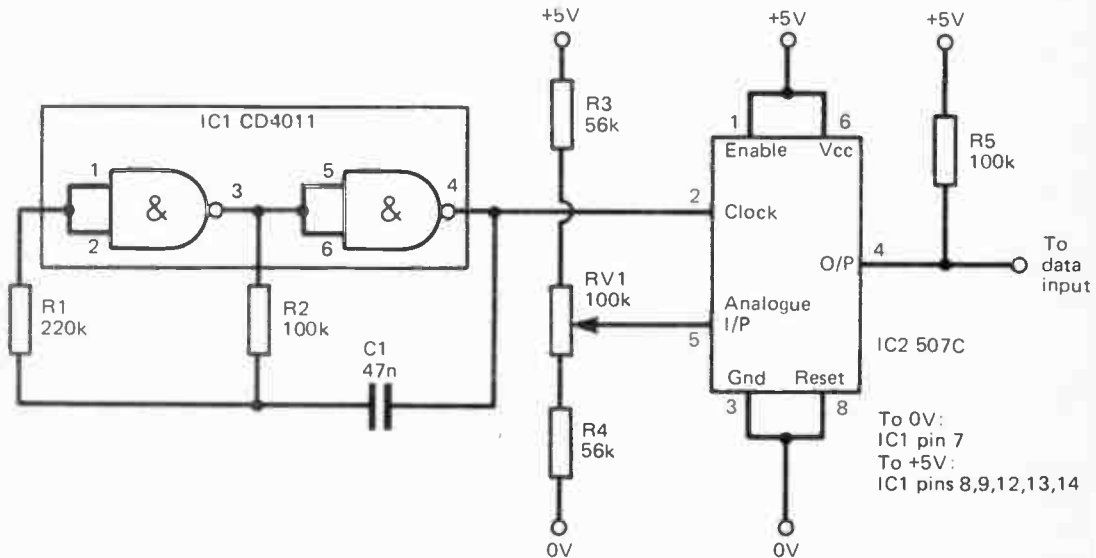 +5V
+5V
+5V
IC1 CD4011
R3
56k
1
6
Enable
Vcc
R5
100k
1
2
&
3
5
6
&
4
2
Clock
To
data
input
4
O/P
R1
220k
R2
100k
RV1
100k
Analogue
I/P
5
IC2 507C
C1
47n
Gnd
Reset
3
8
R4
56k
To 0V:
IC1 pin 7
To +5V:
IC1 pins 8,9,12,13,14
0V
0V